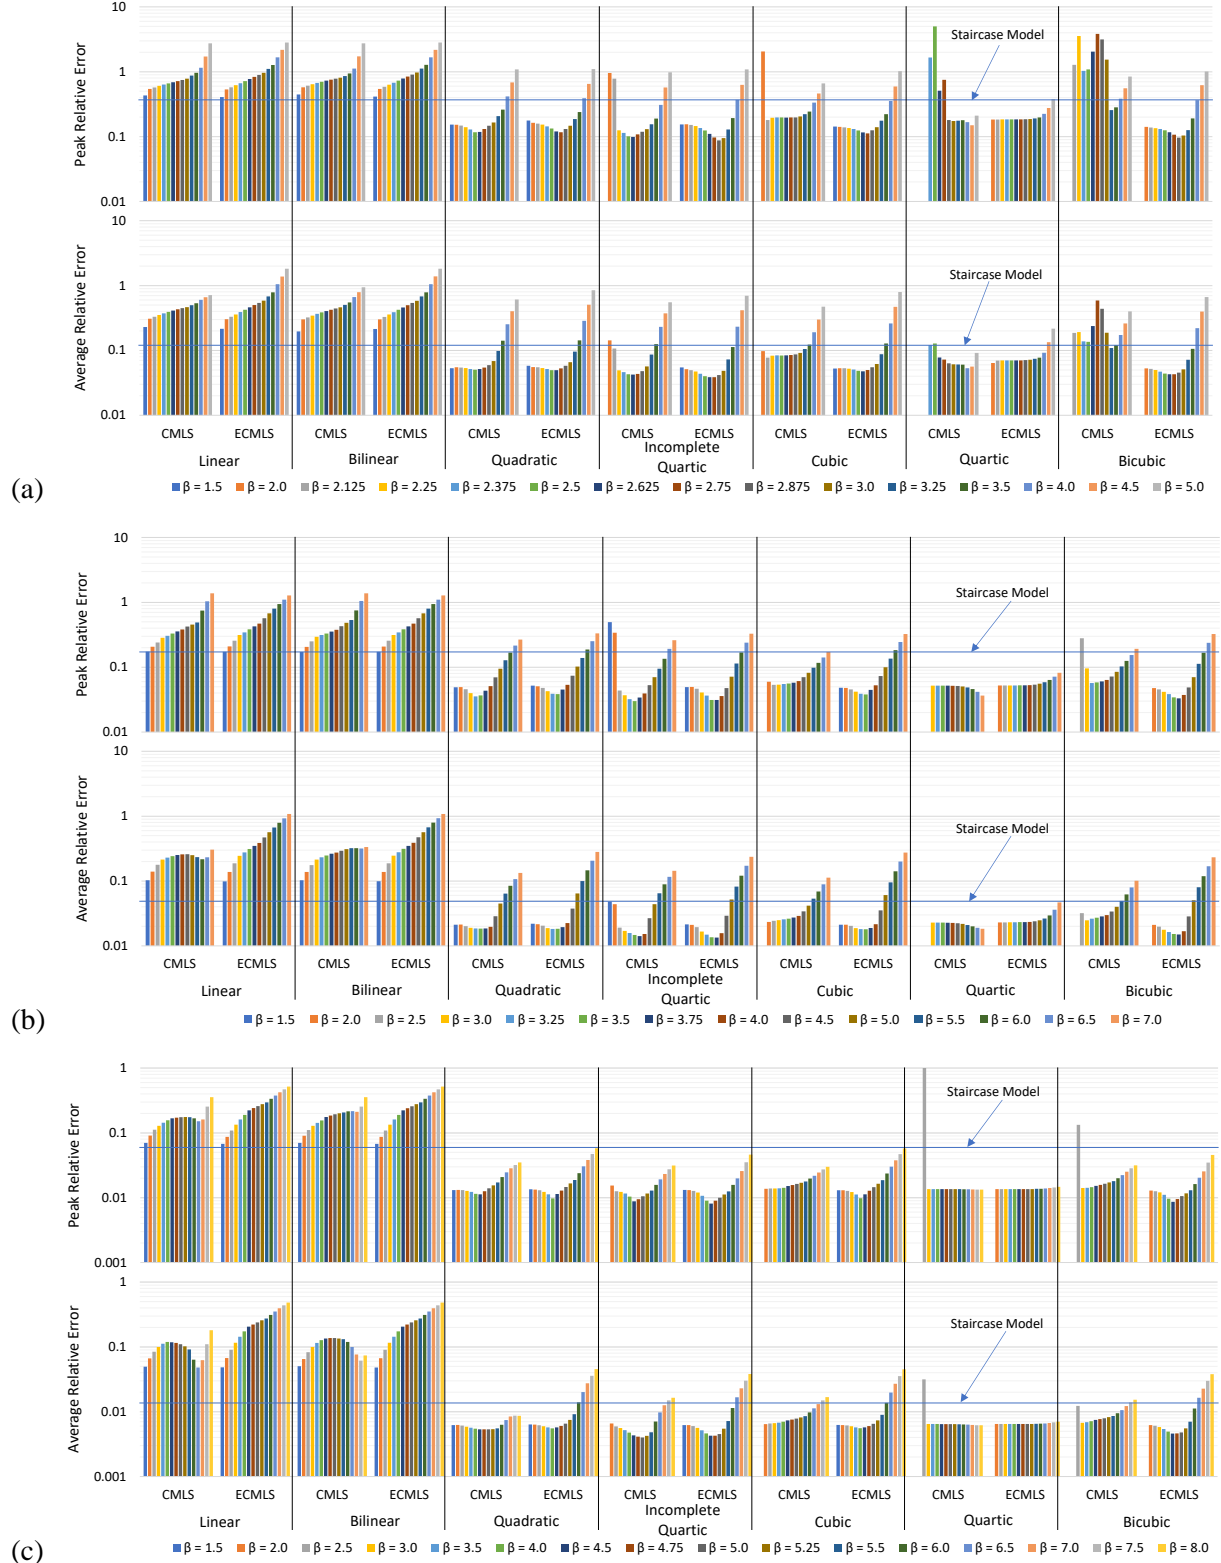 10
1
0.1
0.01
Peak Relative Error
Staircase Model
10
1
0.1
0.01
Average Relative Error
Staircase Model
CMLS ECMLS CMLS ECMLS CMLS ECMLS CMLS ECMLS CMLS ECMLS CMLS ECMLS CMLS ECMLS
Linear Bilinear Quadratic Incomplete Quartic Cubic Quartic Bicubic
(a)
β = 1.5 β = 2.0 β = 2.125 β = 2.25 β = 2.375 β = 2.5 β = 2.625 β = 2.75 β = 2.875 β = 3.0 β = 3.25 β = 3.5 β = 4.0 β = 4.5 β = 5.0
10
1
0.1
0.01
Peak Relative Error
Staircase Model
10
1
0.1
0.01
Average Relative Error
Staircase Model
CMLS ECMLS CMLS ECMLS CMLS ECMLS CMLS ECMLS CMLS ECMLS CMLS ECMLS CMLS ECMLS
Linear Bilinear Quadratic Incomplete Quartic Cubic Quartic Bicubic
(b)
β = 1.5 β = 2.0 β = 2.5 β = 3.0 β = 3.25 β = 3.5 β = 3.75 β = 4.0 β = 4.5 β = 5.0 β = 5.5 β = 6.0 β = 6.5 β = 7.0
1
0.1
0.01
0.001
Peak Relative Error
Staircase Model
1
0.1
0.01
0.001
Average Relative Error
Staircase Model
CMLS ECMLS CMLS ECMLS CMLS ECMLS CMLS ECMLS CMLS ECMLS CMLS ECMLS CMLS ECMLS
Linear Bilinear Quadratic Incomplete Quartic Cubic Quartic Bicubic
(c)
β = 1.5 β = 2.0 β = 2.5 β = 3.0 β = 3.5 β = 4.0 β = 4.5 β = 4.75 β = 5.0 β = 5.25 β = 5.5 β = 6.0 β = 6.5 β = 7.0 β = 7.5 β = 8.0